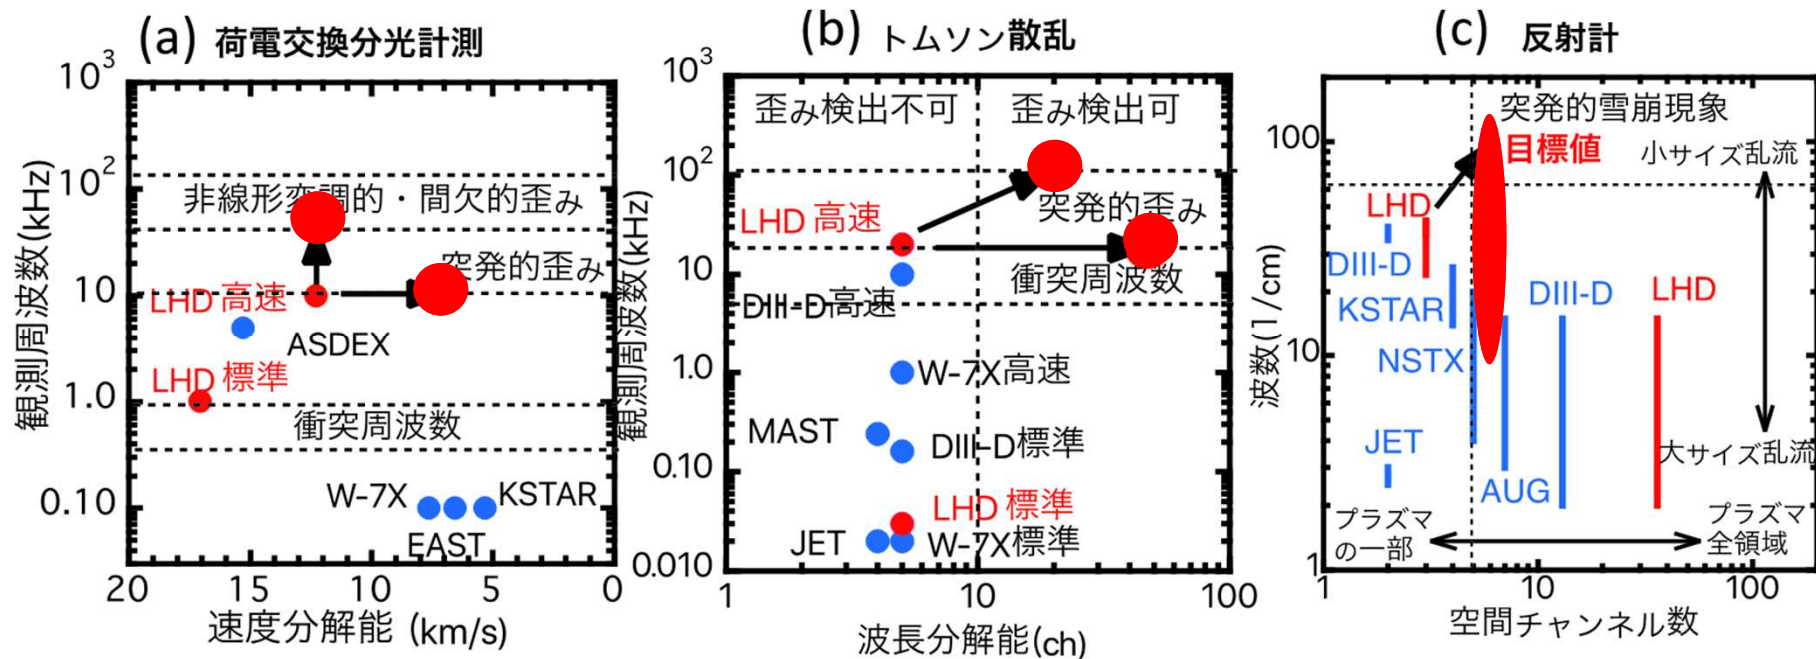 (a) 荷電交換分光計測
観測周波数(kHz)
10³
10²
10
1.0
0.10
非線形変調的・間欠的歪み
突発的歪み
LHD 高速
ASDEX
LHD 標準
衝突周波数
W-7X
KSTAR
EAST
20 15 10 5 0
速度分解能 (km/s)
(b) トムソン散乱
観測周波数(kHz)
10³
10²
10
1.0
0.10
0.010
歪み検出不可 歪み検出可
LHD 高速
突発的歪み
衝突周波数
DIII-D高速
W-7X高速
MAST
DIII-D標準
LHD 標準
JET
W-7X標準
1 10 100
波長分解能(ch)
(c) 反射計
波数(1/cm)
100
10
1
突発的雪崩現象
目標値
小サイズ乱流
LHD
DIII-D
KSTAR
DIII-D
LHD
NSTX
JET
大サイズ乱流
AUG
プラズマ
の一部
プラズマ
全領域
1 10 100
空間チャンネル数